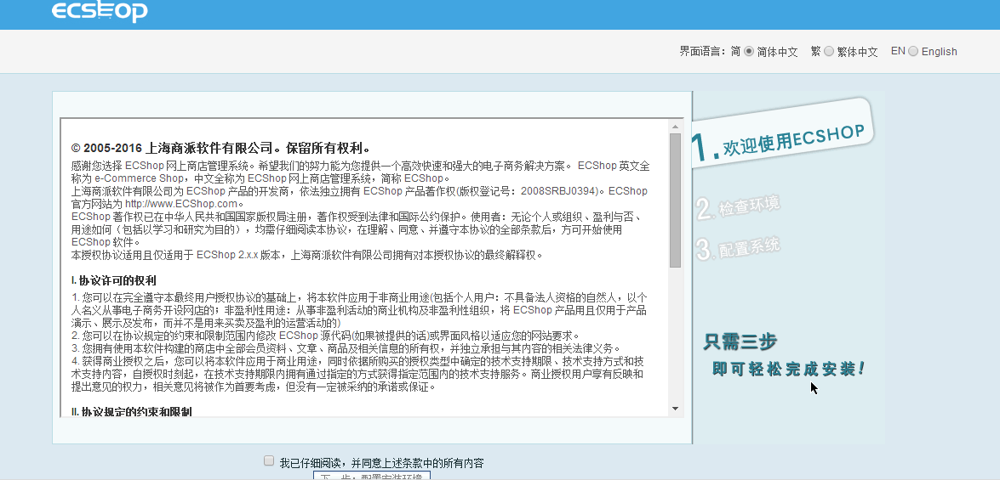 ecshop
界面语言：简 简体中文 繁 繁体中文 EN English
© 2005-2016 上海商派软件有限公司。保留所有权利。
感谢您选择 ECShop 网上商店管理系统。希望我们的努力能为您提供一个高效快速和强大的电子商务解决方案。 ECShop 英文全
称为 e-Commerce Shop，中文全称为 ECShop 网上商店管理系统，简称 ECShop。
上海商派软件有限公司为 ECShop 产品的开发商，依法独立拥有 ECShop 产品著作权(版权登记号：2008SRBJ0394)。ECShop
官方网站为 http://www.ECShop.com。
ECShop 著作权已在中华人民共和国国家版权局注册，著作权受到法律和国际公约保护。使用者：无论个人或组织、盈利与否、
用途如何（包括以学习和研究为目的），均需仔细阅读本协议，在理解、同意、并遵守本协议的全部条款后，方可开始使用
ECShop 软件。
本授权协议适用且仅适用于 ECShop 2.x.x 版本，上海商派软件有限公司拥有对本授权协议的最终解释权。
I. 协议许可的权利
1. 您可以在完全遵守本最终用户授权协议的基础上，将本软件应用于非商业用途(包括个人用户：不具备法人资格的自然人，以个
人名义从事电子商务开设网店的；非盈利性用途：从事非盈利活动的商业机构及非盈利性组织，将 ECShop 产品用且仅用于产品
演示、展示及发布，而并不是用来买卖及盈利的运营活动的)
2. 您可以在协议规定的约束和限制范围内修改 ECShop 源代码(如果被提供的话)或界面风格以适应您的网站要求。
3. 您拥有使用本软件构建的商店中全部会员资料、文章、商品及相关信息的所有权，并独立承担与其内容的相关法律义务。
4. 获得商业授权之后，您可以将本软件应用于商业用途，同时依据所购买的授权类型中确定的技术支持期限、技术支持方式和技
术支持内容，自授权时刻起，在技术支持期限内拥有通过指定的方式获得指定范围内的技术支持服务。商业授权用户享有反映和
提出意见的权力，相关意见将被作为首要考虑，但没有一定被采纳的承诺或保证。
II. 协议规定的约束和限制
1. 欢迎使用ECSHOP
2. 检查环境
3. 配置系统
只需三步
即可轻松完成安装！
我已仔细阅读，并同意上述条款中的所有内容
下一步：配置安装环境